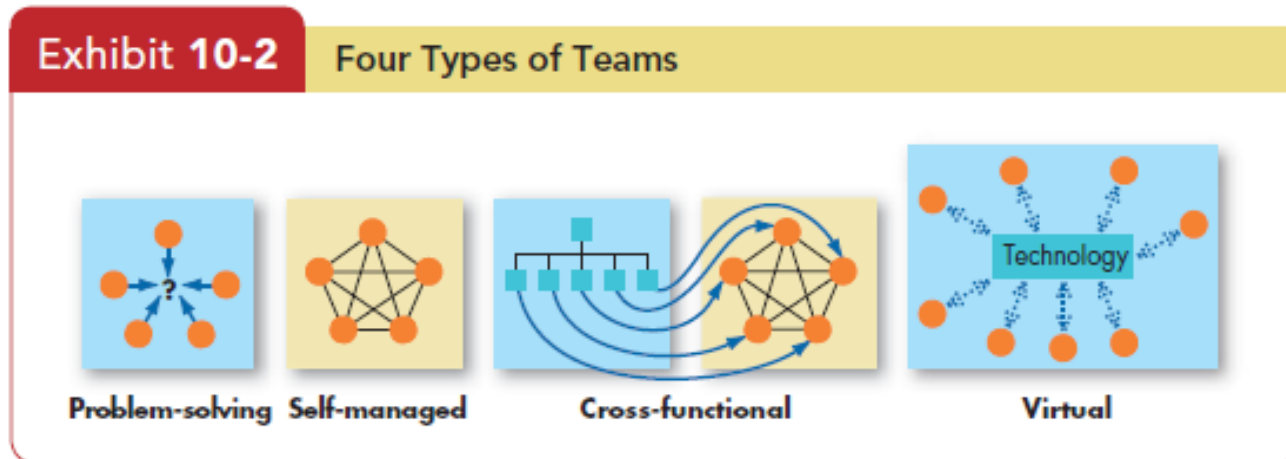 Exhibit 10-2
Four Types of Teams
?
Technology
Problem-solving
Self-managed
Cross-functional
Virtual